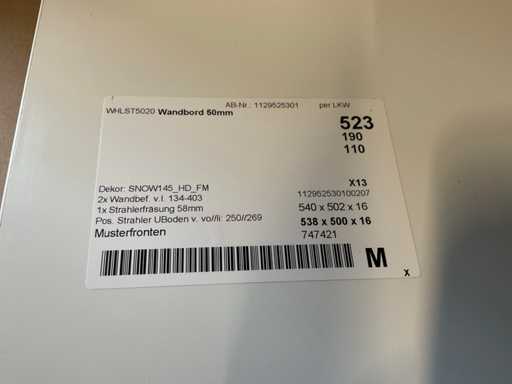 AB-Nr.: 1129525301 per LKW
WHLST5020 Wandbord 50mm
523
190
110
X13
Dekor: SNOW145_HD_FM
112952530100207
2x Wandbef. v.l. 134-403
540 x 502 x 16
1x Strahlerfräsung 58mm
Pos. Strahler UBoden v. vo//li: 250//269
538 x 500 x 16
Musterfronten
747421
M
X